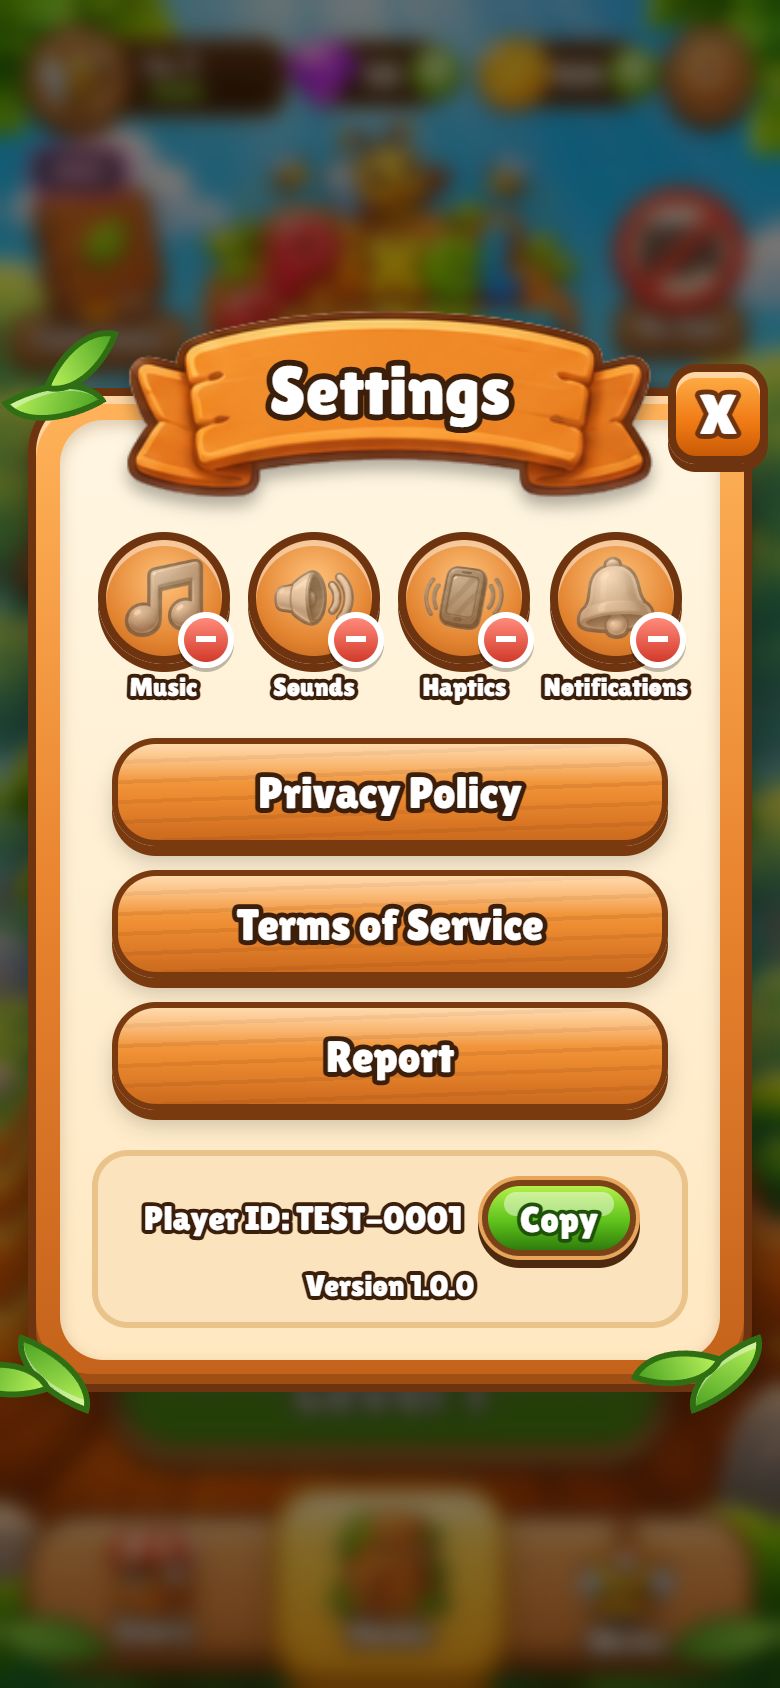 Settings
X
Music
Sounds
Haptics
Notifications
Privacy Policy
Terms of Service
Report
Player ID: TEST-0001
Copy
Version 1.0.0